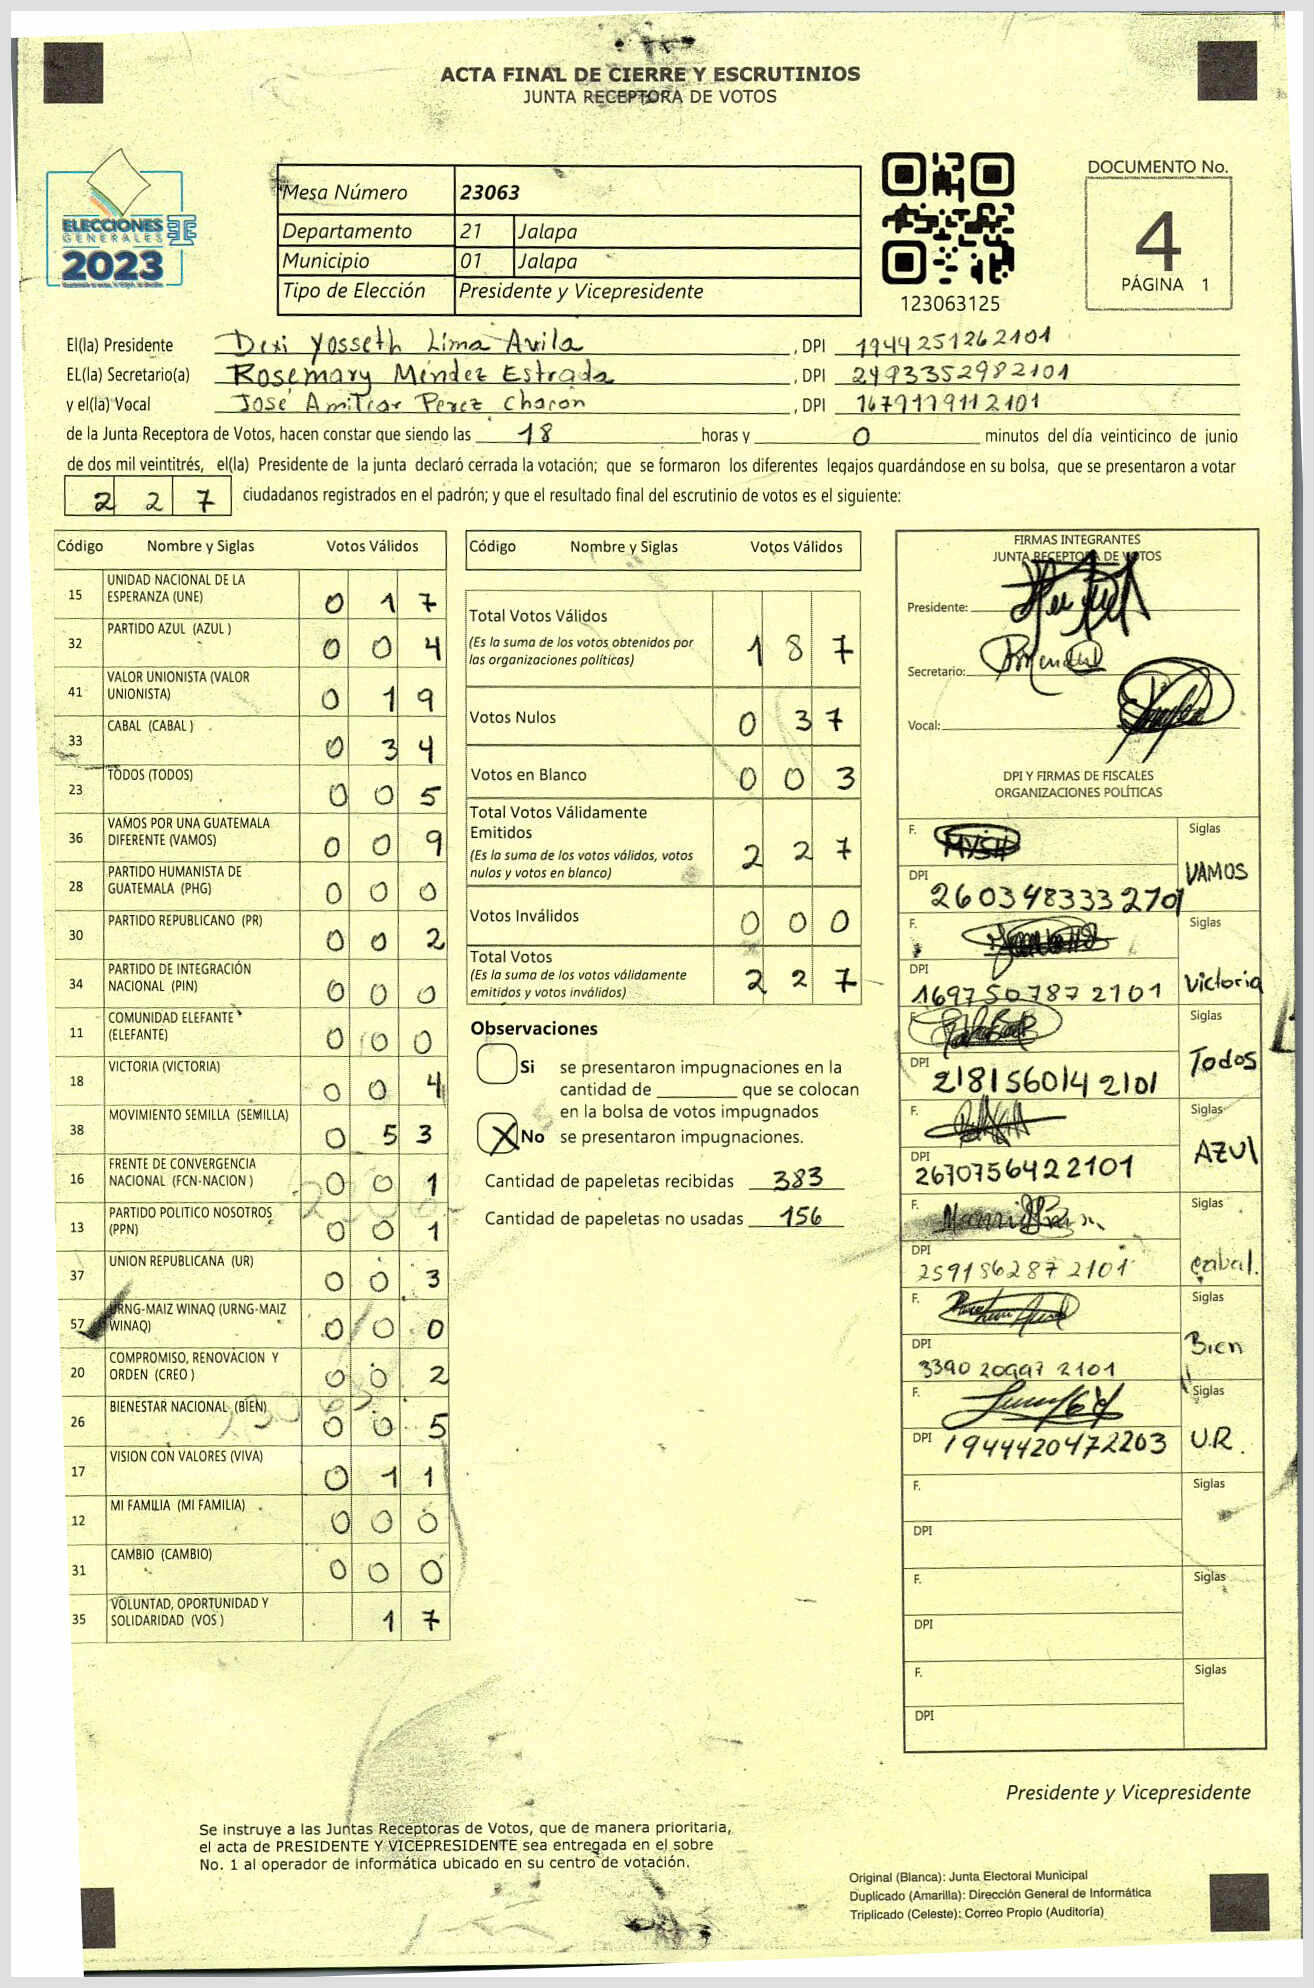 ACTA FINAL DE CIERRE Y ESCRUTINIOS
JUNTA RECEPTORA DE VOTOS
ELECCIONES
GENERALES
2023
Mesa Número 23063
Departamento 21 Jalapa
Municipio 01 Jalapa
Tipo de Elección Presidente y Vicepresidente
123063125
DOCUMENTO No.
4
PÁGINA 1
El(la) Presidente Dexi Yosseth Lima Avila , DPI 1944251262101
EL(la) Secretario(a) Rosemary Méndez Estrada , DPI 2493352982101
y el(la) Vocal José Amilcar Perez Chacon , DPI 1679179112101
de la Junta Receptora de Votos, hacen constar que siendo las 18 horas y 0 minutos del día veinticinco de junio
de dos mil veintitrés, el(la) Presidente de la junta declaró cerrada la votación; que se formaron los diferentes legajos guardándose en su bolsa, que se presentaron a votar
2 2 7 ciudadanos registrados en el padrón; y que el resultado final del escrutinio de votos es el siguiente:
Código Nombre y Siglas Votos Válidos
15 UNIDAD NACIONAL DE LA ESPERANZA (UNE) 0 1 7
32 PARTIDO AZUL (AZUL ) 0 0 4
41 VALOR UNIONISTA (VALOR UNIONISTA) 0 1 9
33 CABAL (CABAL ) 0 3 4
23 TODOS (TODOS) 0 0 5
36 VAMOS POR UNA GUATEMALA DIFERENTE (VAMOS) 0 0 9
28 PARTIDO HUMANISTA DE GUATEMALA (PHG) 0 0 0
30 PARTIDO REPUBLICANO (PR) 0 0 2
34 PARTIDO DE INTEGRACIÓN NACIONAL (PIN) 0 0 0
11 COMUNIDAD ELEFANTE (ELEFANTE) 0 0 0
18 VICTORIA (VICTORIA) 0 0 4
38 MOVIMIENTO SEMILLA (SEMILLA) 0 5 3
16 FRENTE DE CONVERGENCIA NACIONAL (FCN-NACION ) 0 0 1
13 PARTIDO POLITICO NOSOTROS (PPN) 0 0 1
37 UNION REPUBLICANA (UR) 0 0 3
57 URNG-MAIZ WINAQ (URNG-MAIZ WINAQ) 0 0 0
20 COMPROMISO, RENOVACION Y ORDEN (CREO ) 0 0 2
26 BIENESTAR NACIONAL (BIEN) 0 0 5
17 VISION CON VALORES (VIVA) 0 1 1
12 MI FAMILIA (MI FAMILIA) 0 0 0
31 CAMBIO (CAMBIO) 0 0 0
35 VOLUNTAD, OPORTUNIDAD Y SOLIDARIDAD (VOS ) 1 7
Código Nombre y Siglas Votos Válidos
Total Votos Válidos 1 8 7
(Es la suma de los votos obtenidos por
las organizaciones políticas)
Votos Nulos 0 3 7
Votos en Blanco 0 0 3
Total Votos Válidamente
Emitidos 2 2 7
(Es la suma de los votos válidos, votos
nulos y votos en blanco)
Votos Inválidos 0 0 0
Total Votos 2 2 7
(Es la suma de los votos válidamente
emitidos y votos inválidos)
Observaciones
Si se presentaron impugnaciones en la
cantidad de ________ que se colocan
en la bolsa de votos impugnados
X No se presentaron impugnaciones.
Cantidad de papeletas recibidas 383
Cantidad de papeletas no usadas 156
FIRMAS INTEGRANTES
JUNTA RECEPTORA DE VOTOS
Presidente:
Secretario:
Vocal:
DPI Y FIRMAS DE FISCALES
ORGANIZACIONES POLÍTICAS
F. Siglas
DPI 2603483332701 VAMOS
F. Siglas
DPI 1697507872101 Victoria
F. Siglas
DPI 2181560142101 Todos
F. Siglas
DPI 2670756422101 AZUL
F. Siglas
DPI 2591862872101 Cabal.
F. Siglas
DPI 3390209972101 Bien
F. Siglas
DPI 1944420472203 U.R.
F. Siglas
DPI
F. Siglas
DPI
F. Siglas
DPI
Presidente y Vicepresidente
Se instruye a las Juntas Receptoras de Votos, que de manera prioritaria,
el acta de PRESIDENTE Y VICEPRESIDENTE sea entregada en el sobre
No. 1 al operador de informática ubicado en su centro de votación.
Original (Blanca): Junta Electoral Municipal
Duplicado (Amarilla): Dirección General de Informática
Triplicado (Celeste): Correo Propio (Auditoría)